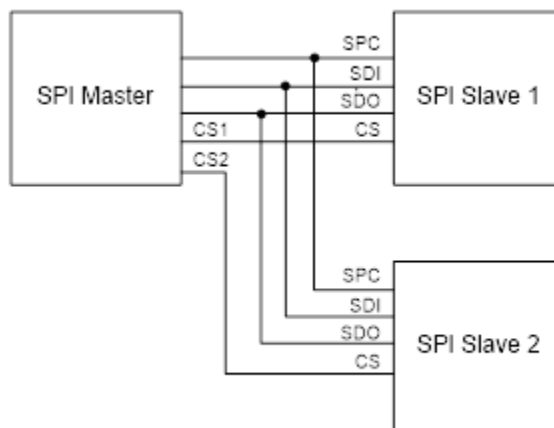 SPC
SDI
SPI Master
SDO
SPI Slave 1
CS1
CS
CS2
SPC
SDI
SDO
SPI Slave 2
CS